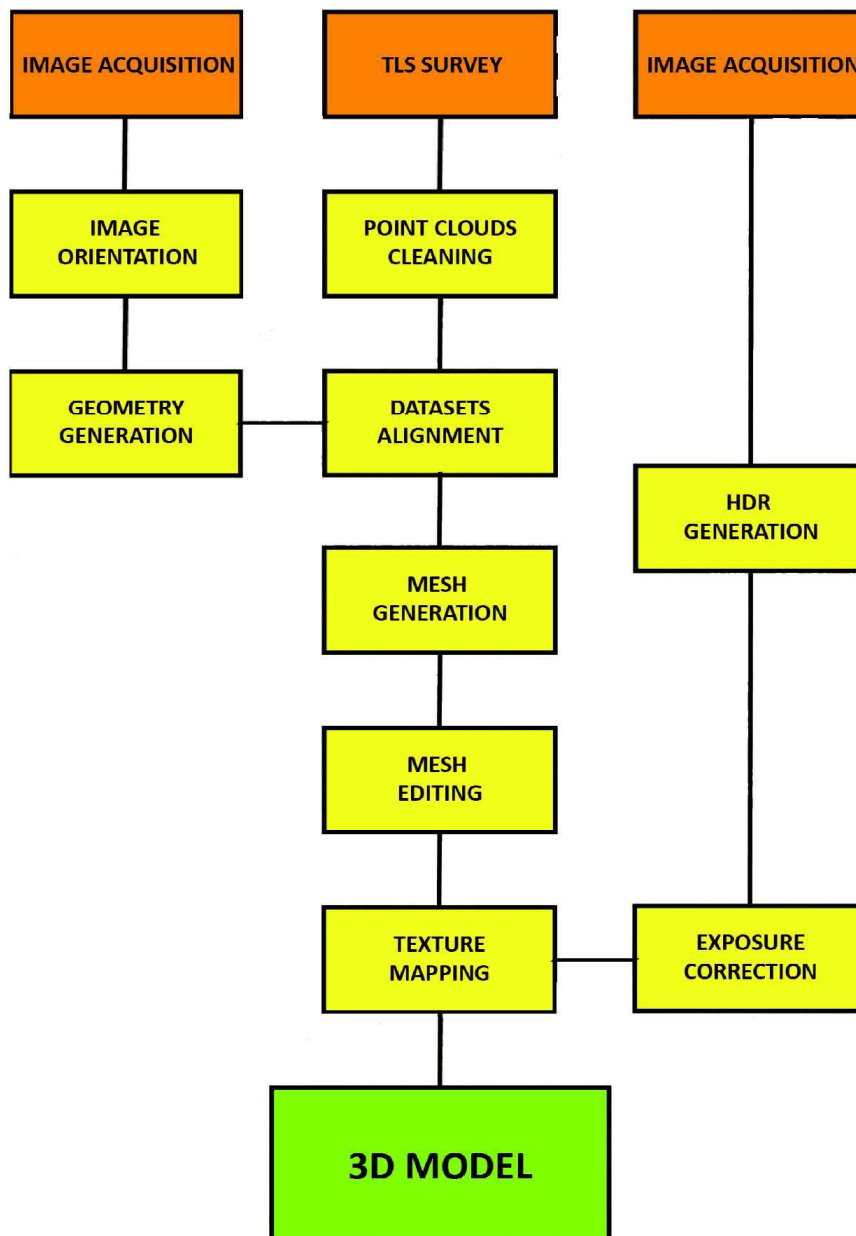 IMAGE ACQUISITION
TLS SURVEY
IMAGE ACQUISITION
IMAGE
ORIENTATION
POINT CLOUDS
CLEANING
GEOMETRY
GENERATION
DATASETS
ALIGNMENT
HDR
GENERATION
MESH
GENERATION
MESH
EDITING
TEXTURE
MAPPING
EXPOSURE
CORRECTION
3D MODEL